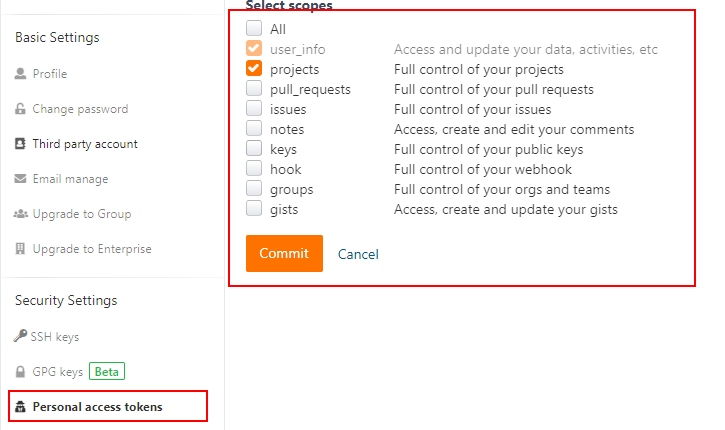 Select scopes
All
user_info Access and update your data, activities, etc
projects Full control of your projects
pull_requests Full control of your pull requests
issues Full control of your issues
notes Access, create and edit your comments
keys Full control of your public keys
hook Full control of your webhook
groups Full control of your orgs and teams
gists Access, create and update your gists
Commit Cancel
Basic Settings
Profile
Change password
Third party account
Email manage
Upgrade to Group
Upgrade to Enterprise
Security Settings
SSH keys
GPG keys Beta
Personal access tokens